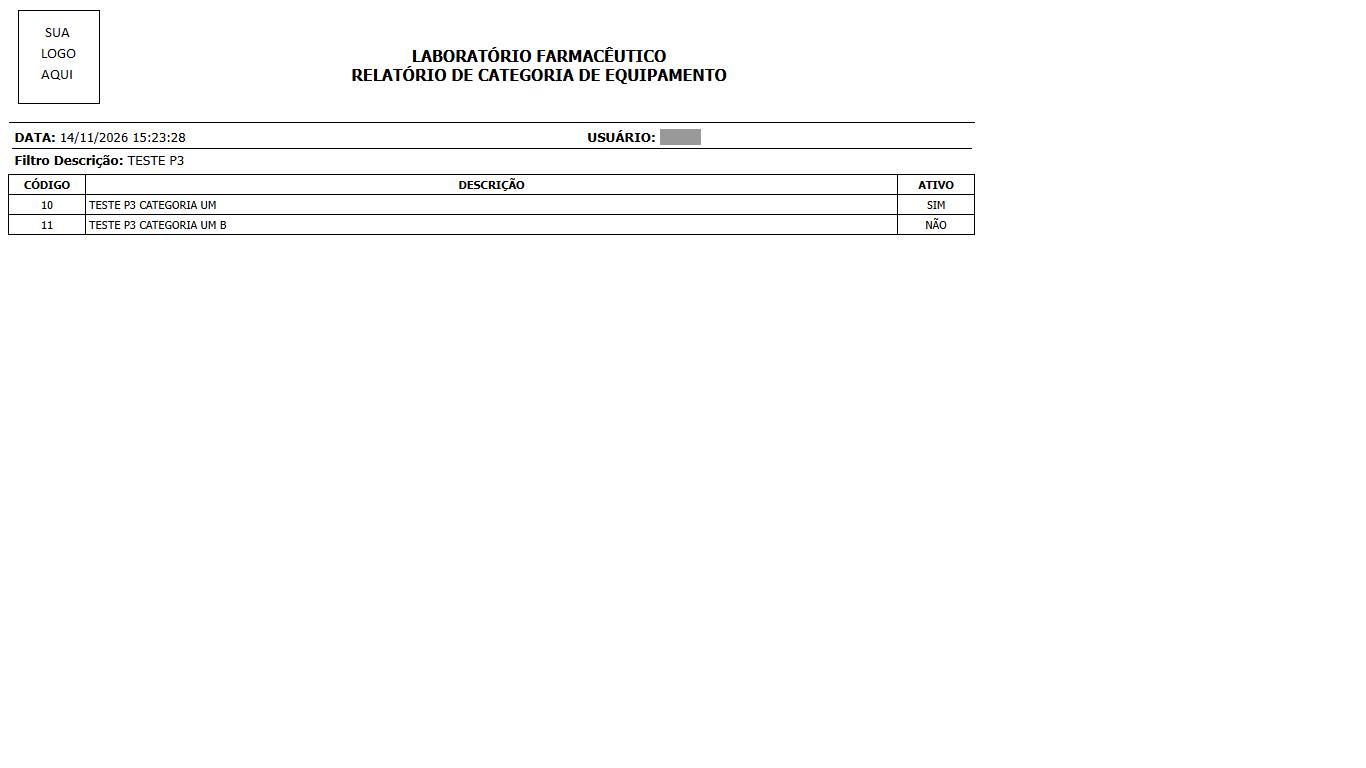 SUA
LOGO
AQUI
LABORATÓRIO FARMACÊUTICO
RELATÓRIO DE CATEGORIA DE EQUIPAMENTO
DATA: 14/11/2026 15:23:28 USUÁRIO:
Filtro Descrição: TESTE P3
CÓDIGO DESCRIÇÃO ATIVO
10 TESTE P3 CATEGORIA UM SIM
11 TESTE P3 CATEGORIA UM B NÃO